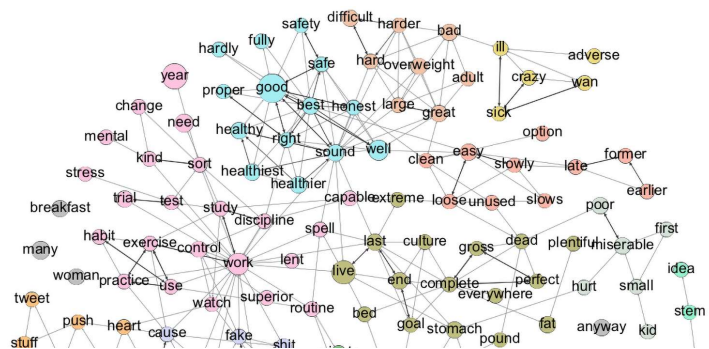 difficult
harder
safety
bad
hardly
fully
ill
adverse
safe
hard
overweight
year
crazy
wan
adult
proper
good
change
best
honest
large
great
sick
need
healthy
mental
right
option
well
sound
easy
former
kind
sort
healthiest
clean
slowly
late
stress
healthier
earlier
trial
test
capable
extreme
loose
unused
slows
poor
breakfast
study
discipline
spell
first
habit
exercise
control
last
culture
gross
dead
plentiful
miserable
many
work
lent
live
idea
woman
practice
use
end
complete
perfect
hurt
small
everywhere
tweet
watch
superior
routine
bed
stem
push
heart
goal
stomach
fat
anyway
kid
stuff
cause
fake
shit
pound